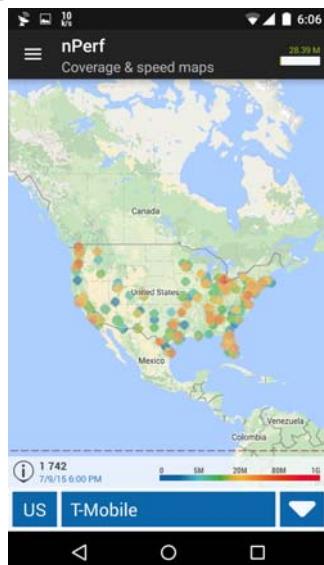 10
k/s
6:06
nPerf
Coverage & speed maps
28.39 M
Canada
United States
Mexico
Venezuela
Colombia
1 742
7/9/15 6:00 PM
0 5M 20M 80M 1G
US T-Mobile